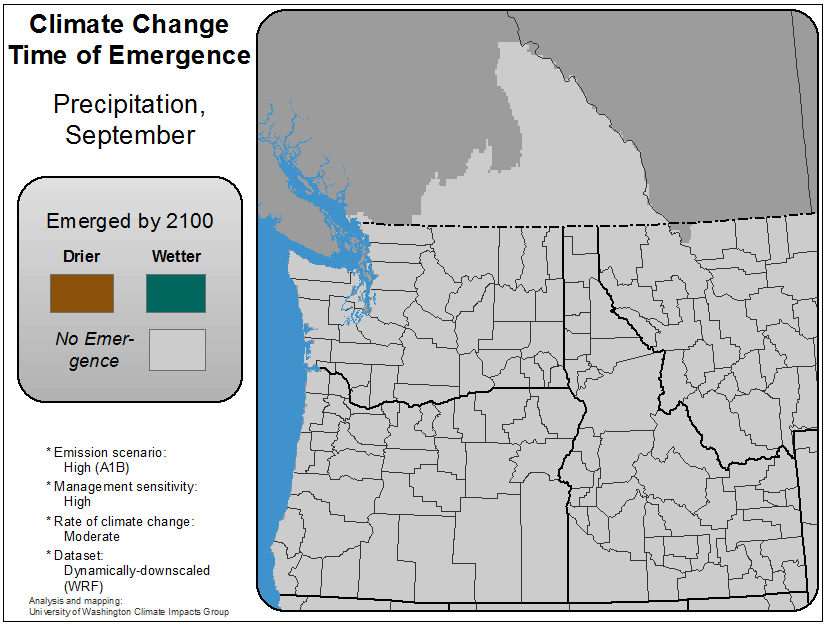 Climate Change
Time of Emergence
Precipitation,
September
Emerged by 2100
Drier Wetter
No Emer-
gence
* Emission scenario:
High (A1B)
* Management sensitivity:
High
* Rate of climate change:
Moderate
* Dataset:
Dynamically-downscaled
(WRF)
Analysis and mapping:
University of Washington Climate Impacts Group